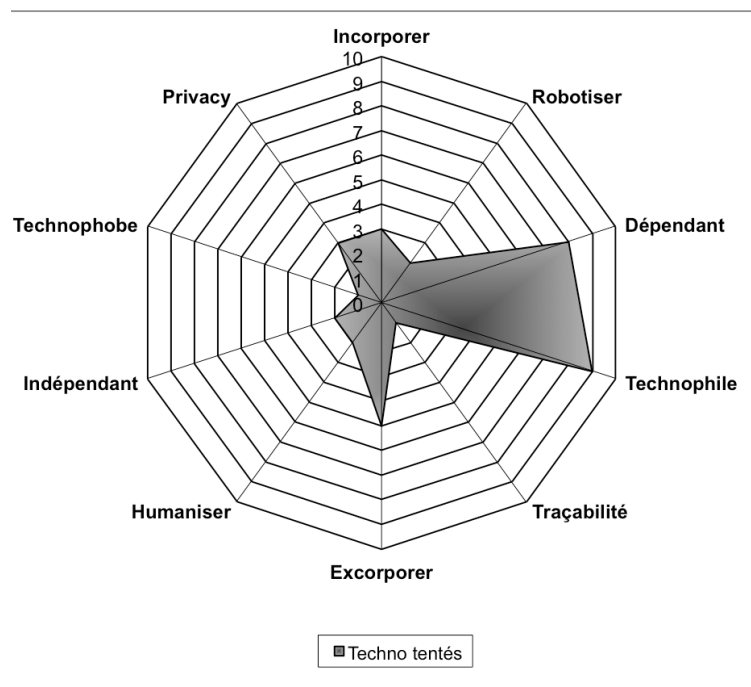 Incorporer
10
9
8
7
6
5
4
3
2
1
0
Robotiser
Dépendant
Technophile
Traçabilité
Excorporer
Humaniser
Indépendant
Technophobe
Privacy
Techno tentés